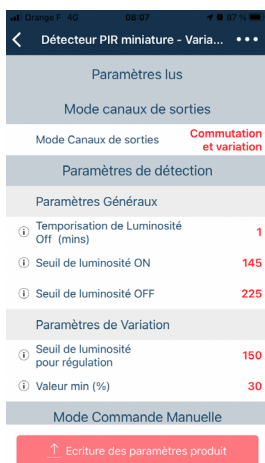 Orange F 4G 08:07 87 %
Détecteur PIR miniature - Varia...
Paramètres lus
Mode canaux de sorties
Mode Canaux de sorties
Commutation
et variation
Paramètres de détection
Paramètres Généraux
Temporisation de Luminosité
Off (mins)
1
Seuil de luminosité ON
145
Seuil de luminosité OFF
225
Paramètres de Variation
Seuil de luminosité
pour régulation
150
Valeur min (%)
30
Mode Commande Manuelle
Ecriture des paramètres produit